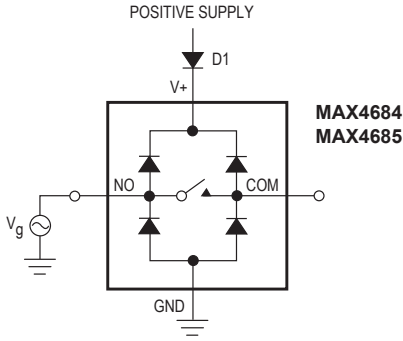 POSITIVE SUPPLY
D1
V+
MAX4684
MAX4685
NO
COM
Vg
GND